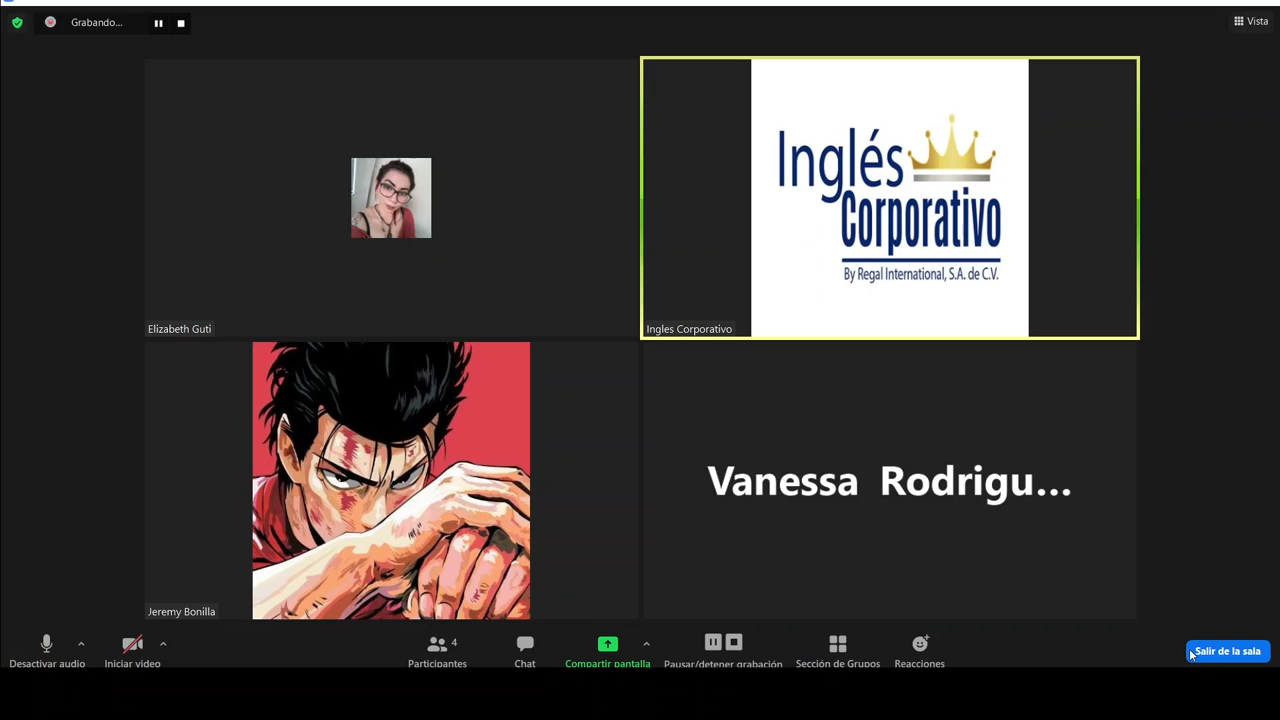 Grabando...
Vista
Inglés
Corporativo
By Regal International, S.A. de C.V.
Elizabeth Guti
Ingles Corporativo
Vanessa Rodrigu...
Jeremy Bonilla
4
Desactivar audio
Iniciar video
Participantes
Chat
Compartir pantalla
Pausar/detener grabación
Sección de Grupos
Reacciones
Salir de la sala